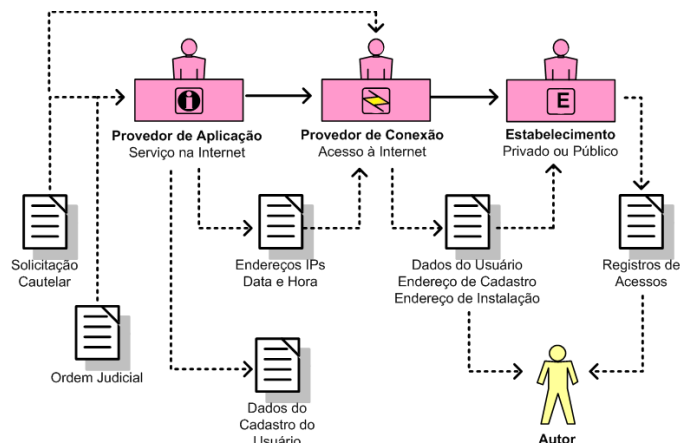 Provedor de Aplicação
Serviço na Internet
Provedor de Conexão
Acesso à Internet
E
Estabelecimento
Privado ou Público
Solicitação
Cautelar
Endereços IPs
Data e Hora
Dados do Usuário
Endereço de Cadastro
Endereço de Instalação
Registros de
Acessos
Ordem Judicial
Dados do
Cadastro do
Usuário
Autor